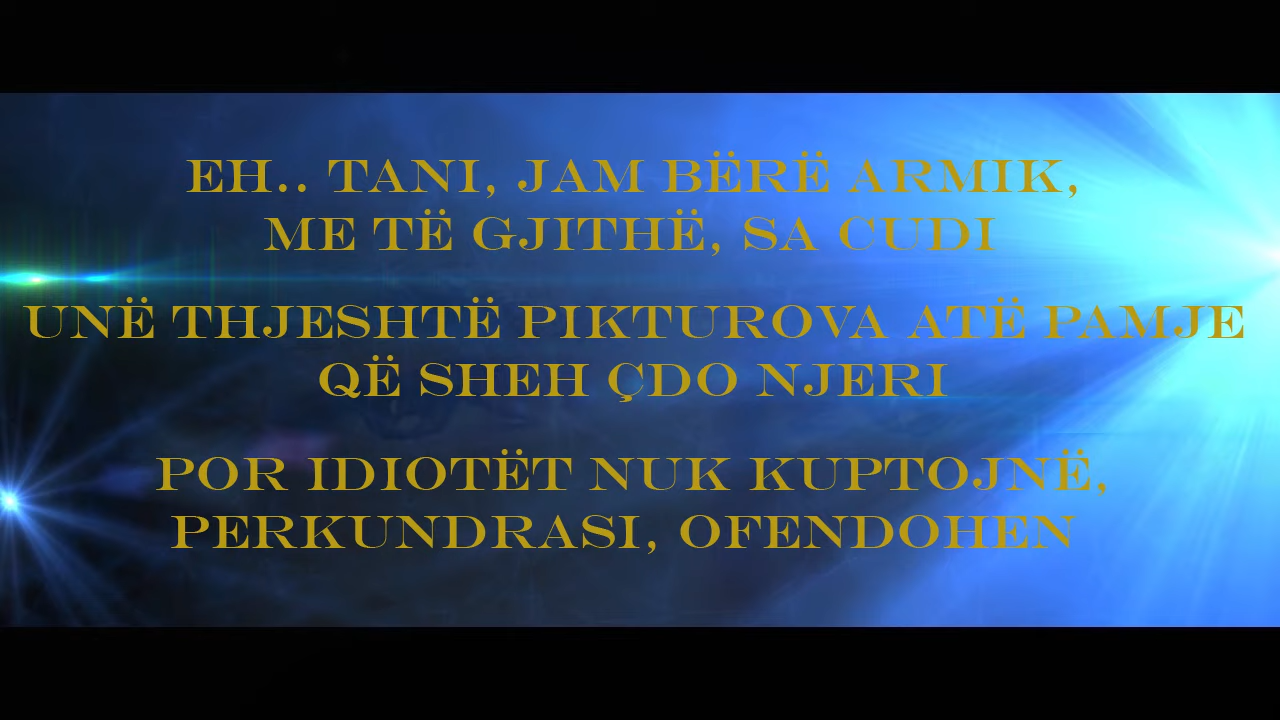 EH.. TANI, JAM BËRË ARMIK,
ME TË GJITHË, SA CUDI
UNË THJESHTË PIKTUROVA ATË PAMJE
QË SHEH ÇDO NJERI
POR IDIOTËT NUK KUPTOJNË,
PERKUNDRASI, OFENDOHEN